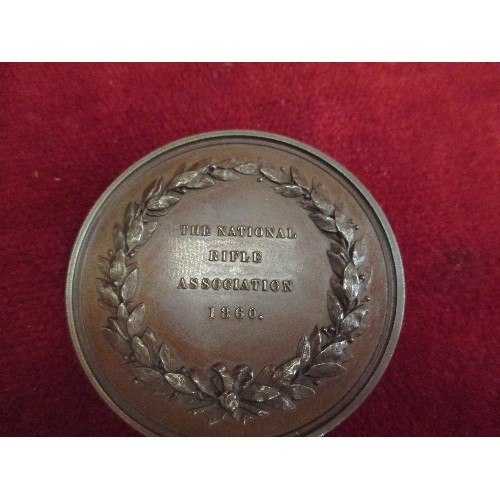 THE NATIONAL
RIFLE
ASSOCIATION
1860.